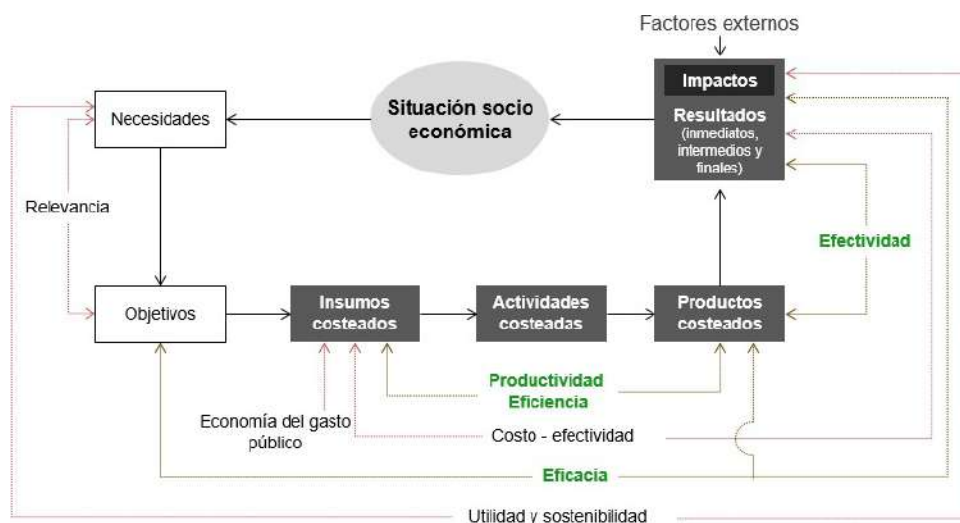 Factores externos
Impactos
Resultados
(inmediatos,
intermedios y
finales)
Situación socio
económica
Necesidades
Relevancia
Efectividad
Objetivos
Insumos
costeados
Actividades
costeadas
Productos
costeados
Productividad
Eficiencia
Economía del gasto
público
Costo - efectividad
Eficacia
Utilidad y sostenibilidad